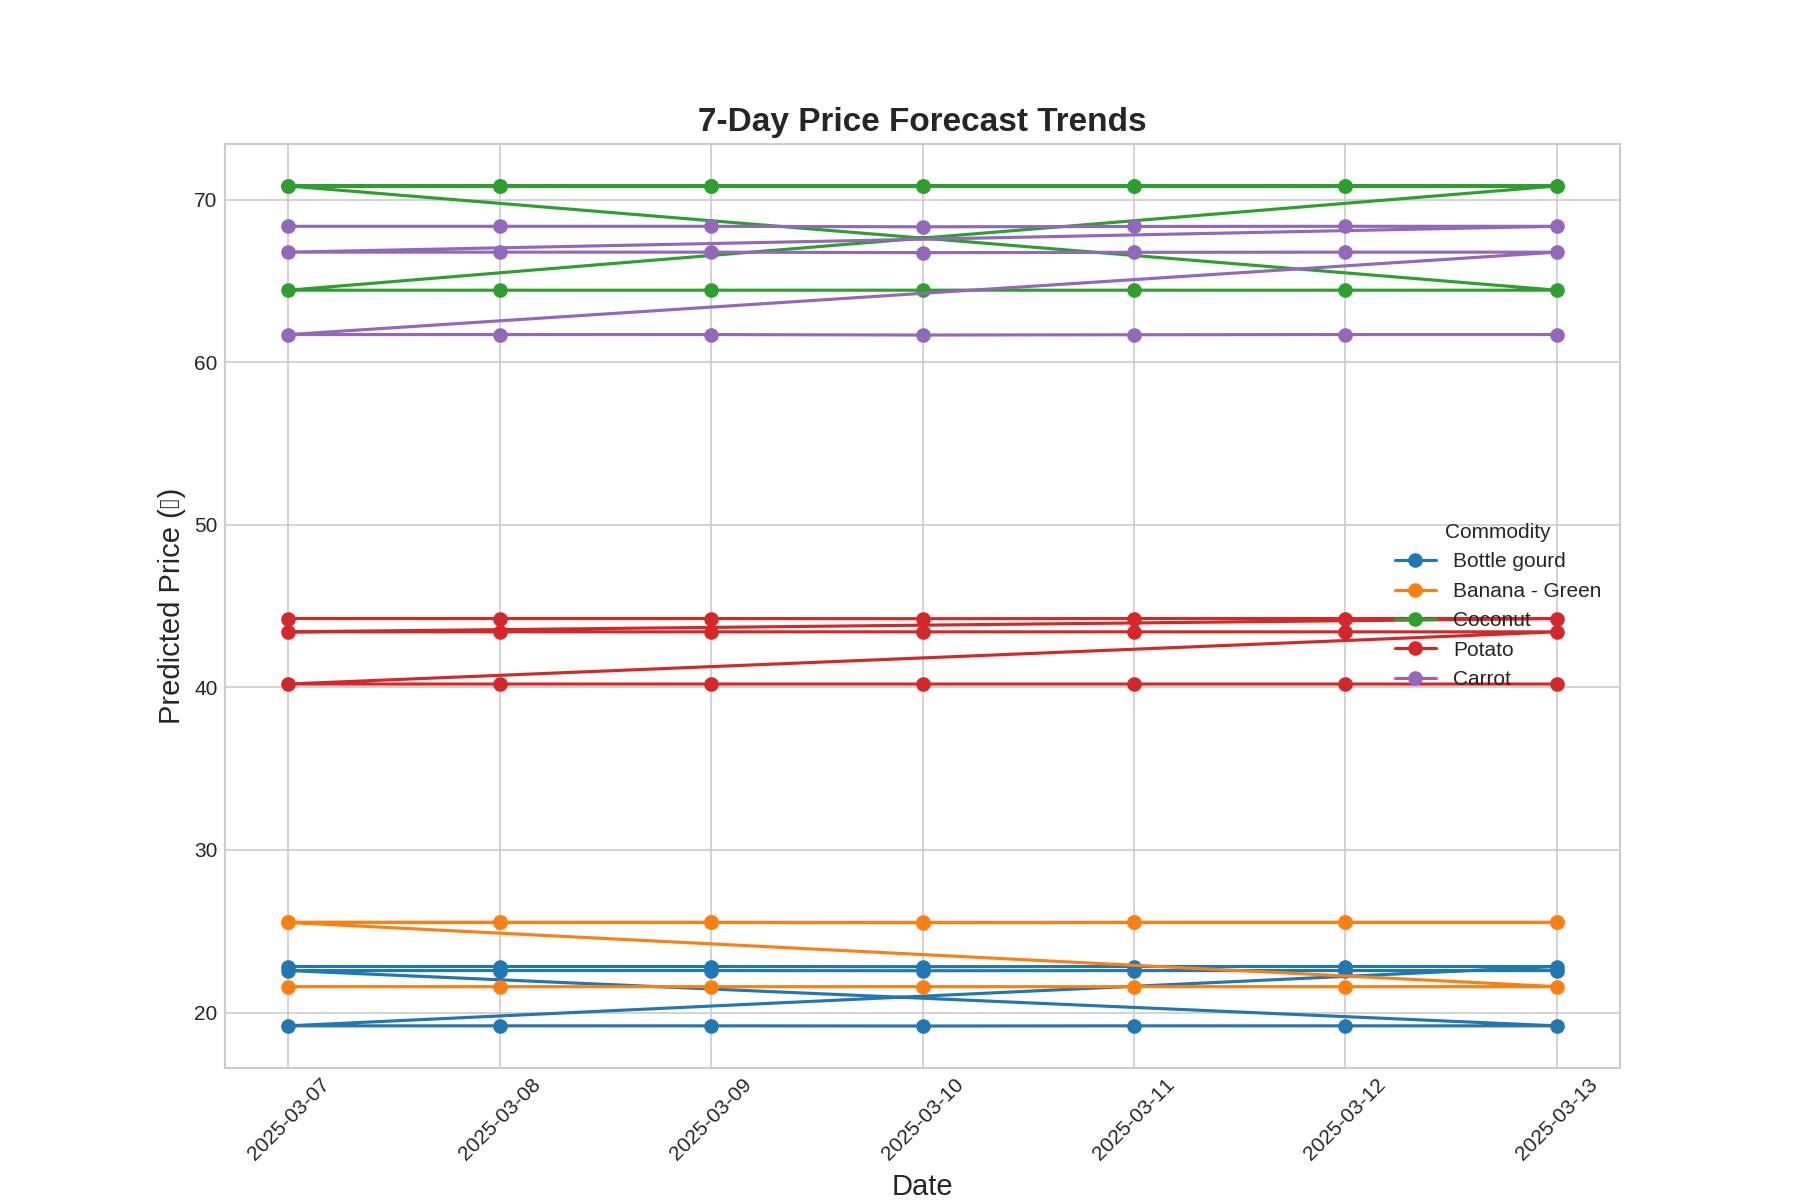 7-Day Price Forecast Trends
Predicted Price (▯)
70
60
50
40
30
20
Commodity
Bottle gourd
Banana - Green
Coconut
Potato
Carrot
2025-03-07
2025-03-08
2025-03-09
2025-03-10
2025-03-11
2025-03-12
2025-03-13
Date